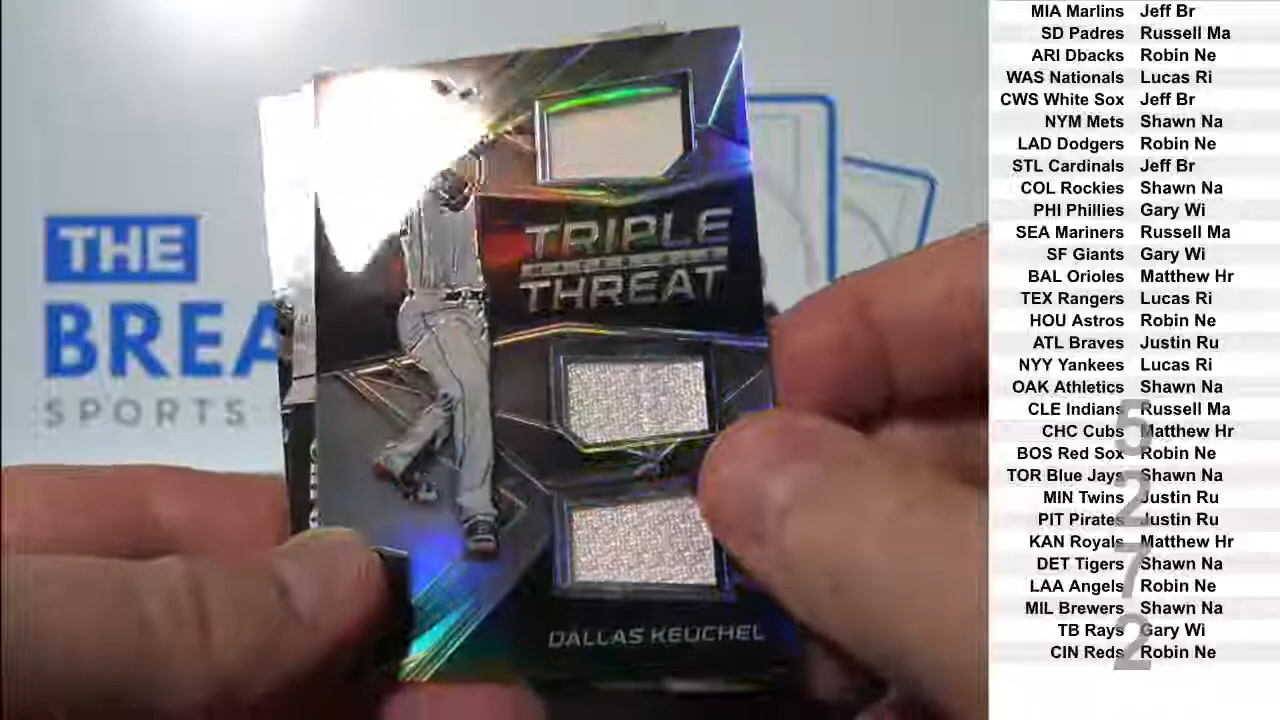 THE
BREA
SPORTS
TRIPLE
THREAT
DALLAS KEUCHEL
MIA Marlins Jeff Br
SD Padres Russell Ma
ARI Dbacks Robin Ne
WAS Nationals Lucas Ri
CWS White Sox Jeff Br
NYM Mets Shawn Na
LAD Dodgers Robin Ne
STL Cardinals Jeff Br
COL Rockies Shawn Na
PHI Phillies Gary Wi
SEA Mariners Russell Ma
SF Giants Gary Wi
BAL Orioles Matthew Hr
TEX Rangers Lucas Ri
HOU Astros Robin Ne
ATL Braves Justin Ru
NYY Yankees Lucas Ri
OAK Athletics Shawn Na
CLE Indians Russell Ma
CHC Cubs Matthew Hr
BOS Red Sox Robin Ne
TOR Blue Jays Shawn Na
MIN Twins Justin Ru
PIT Pirates Justin Ru
KAN Royals Matthew Hr
DET Tigers Shawn Na
LAA Angels Robin Ne
MIL Brewers Shawn Na
TB Rays Gary Wi
CIN Reds Robin Ne
5272